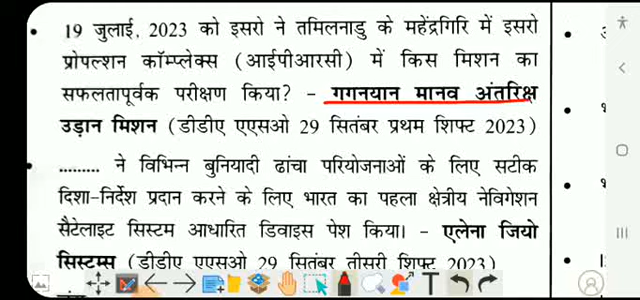 19 जुलाई, 2023 को इसरो ने तमिलनाडु के महेंद्रगिरि में इसरो
प्रोपल्शन कॉम्प्लेक्स (आईपीआरसी) में किस मिशन का
सफलतापूर्वक परीक्षण किया? – गगनयान मानव अंतरिक्ष
उड़ान मिशन (डीडीए एएसओ 29 सितंबर प्रथम शिफ्ट 2023)
......... ने विभिन्न बुनियादी ढांचा परियोजनाओं के लिए सटीक
दिशा-निर्देश प्रदान करने के लिए भारत का पहला क्षेत्रीय नेविगेशन
सैटेलाइट सिस्टम आधारित डिवाइस पेश किया। – एलेना जियो
सिस्टम्स (डीडीए एएसओ 29 सितंबर तीसरी शिफ्ट 2023)